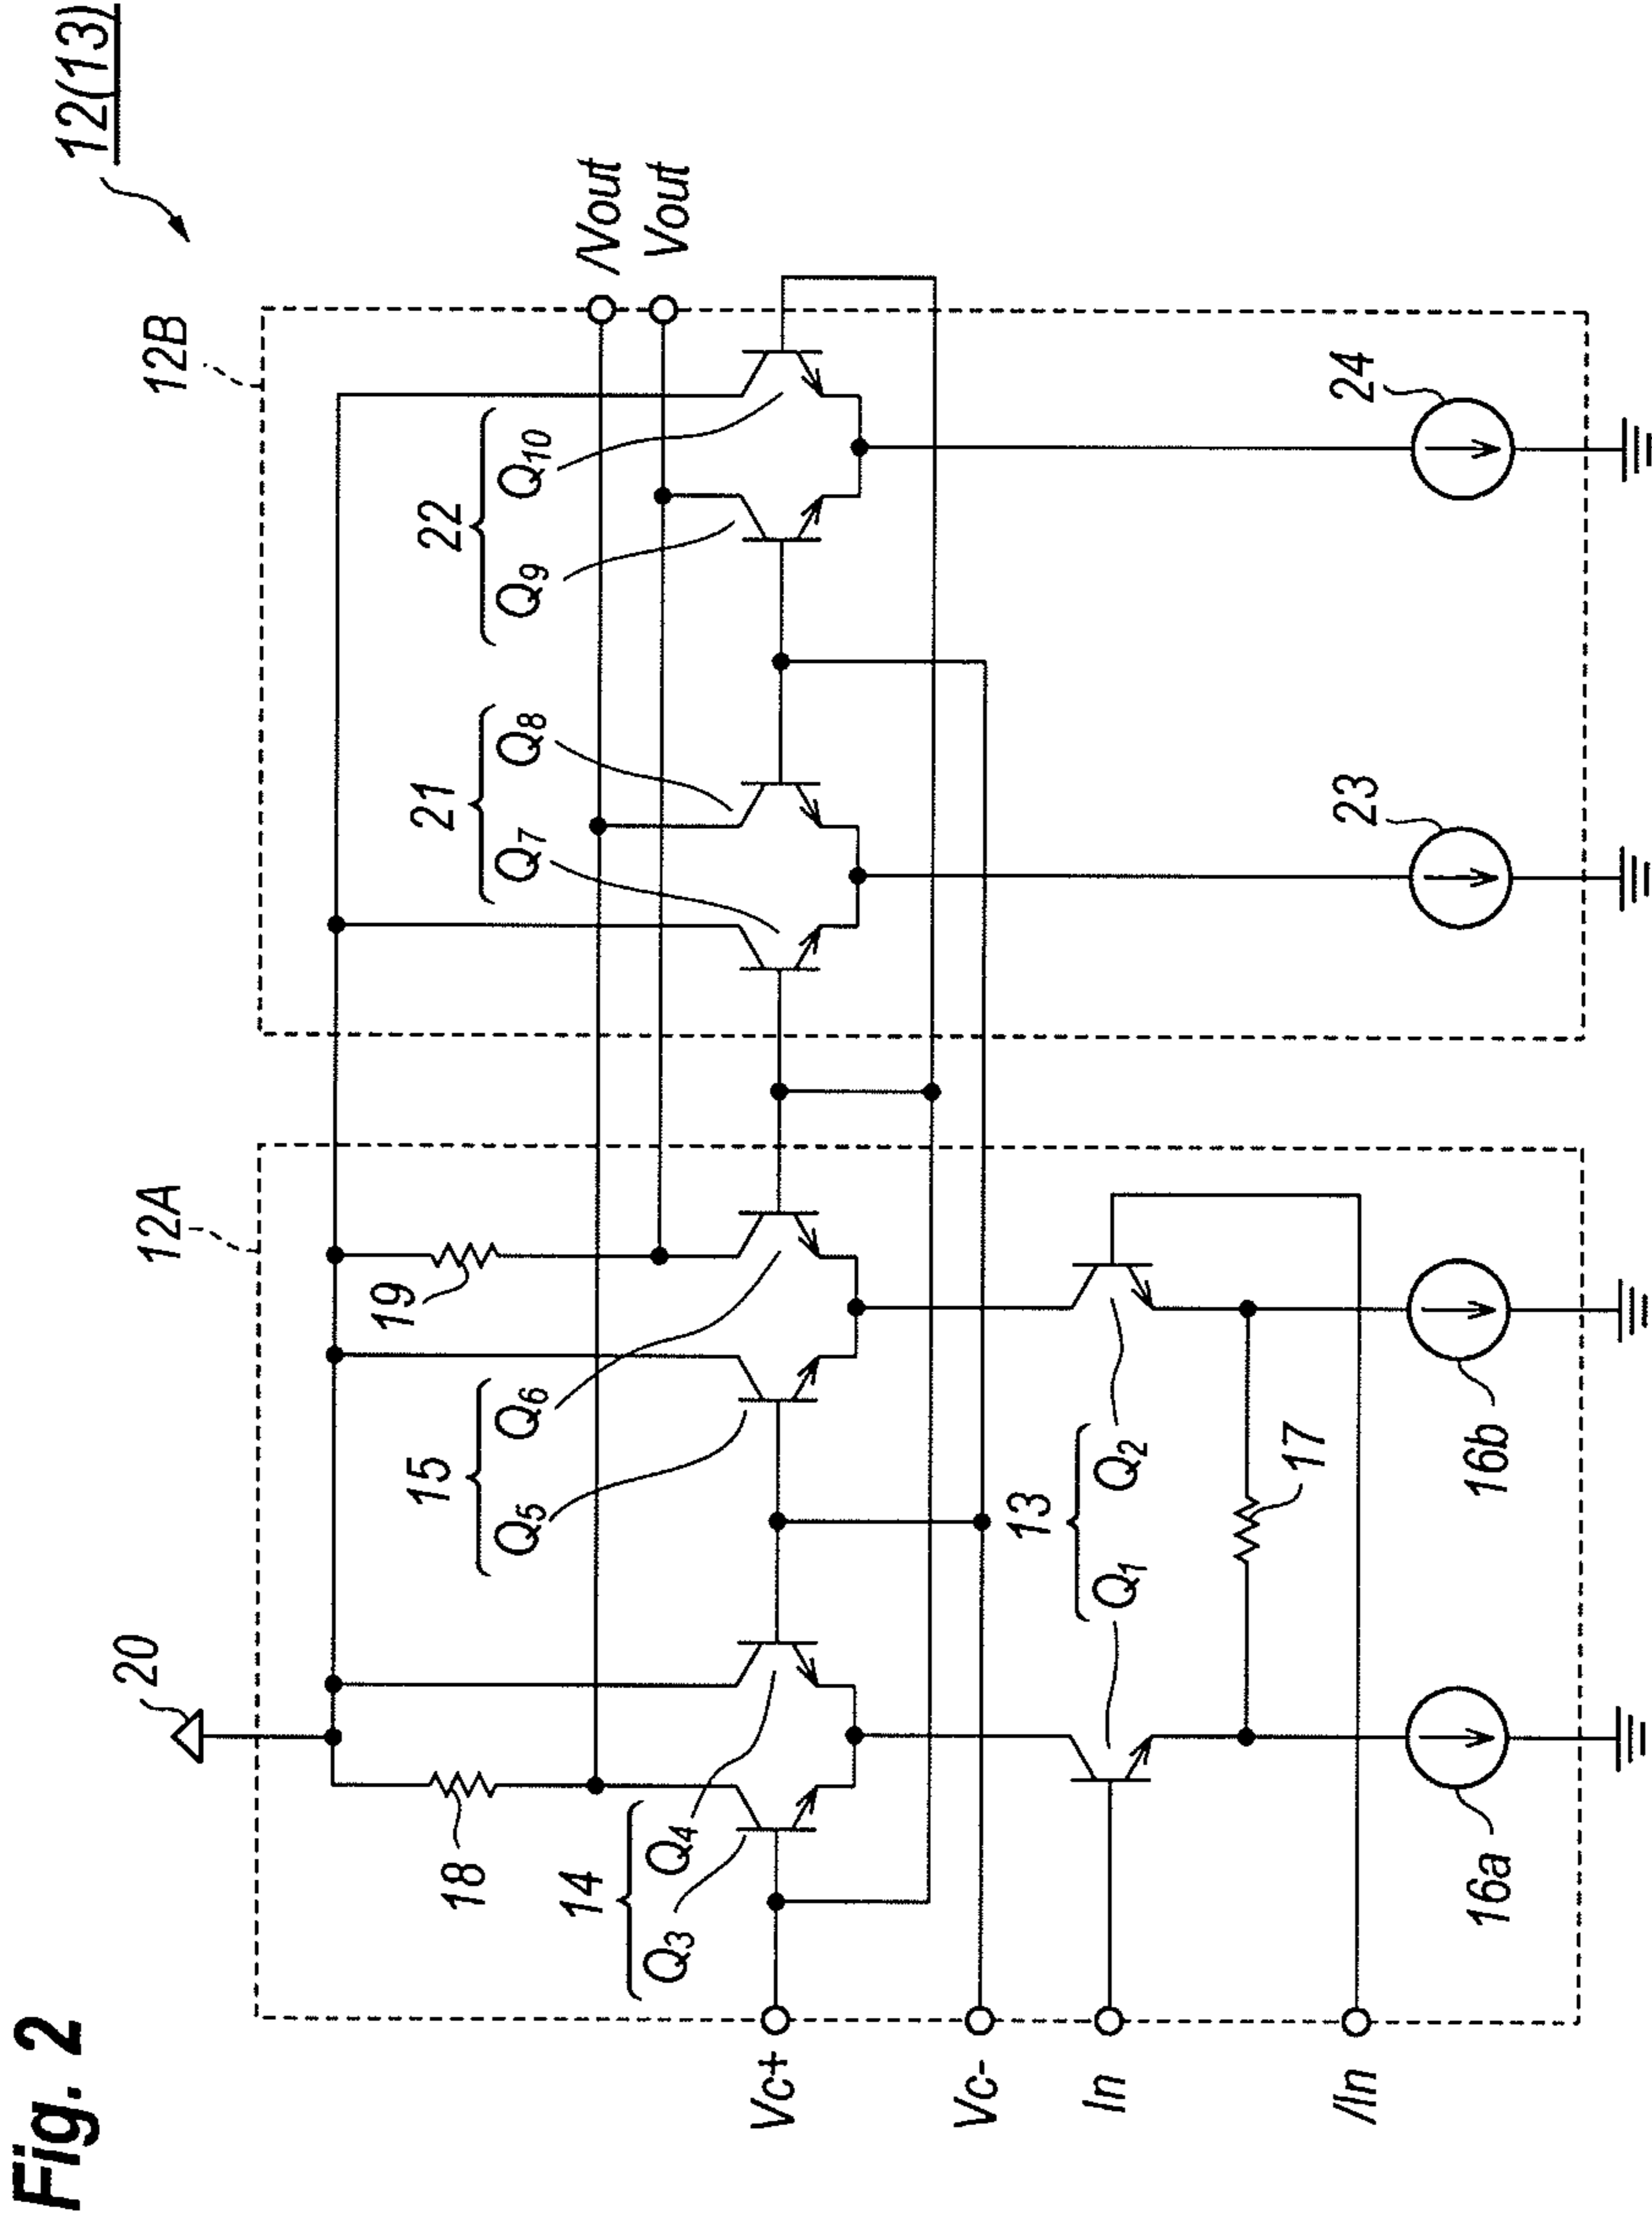 Fig. 2
12(13)
20
12A
12B
18
19
14
Q3 Q4
15
Q5 Q6
21
Q7 Q8
22
Q9 Q10
/Vout
Vout
Vc+
Vc-
In
/In
13
Q1 Q2
17
16a
16b
23
24